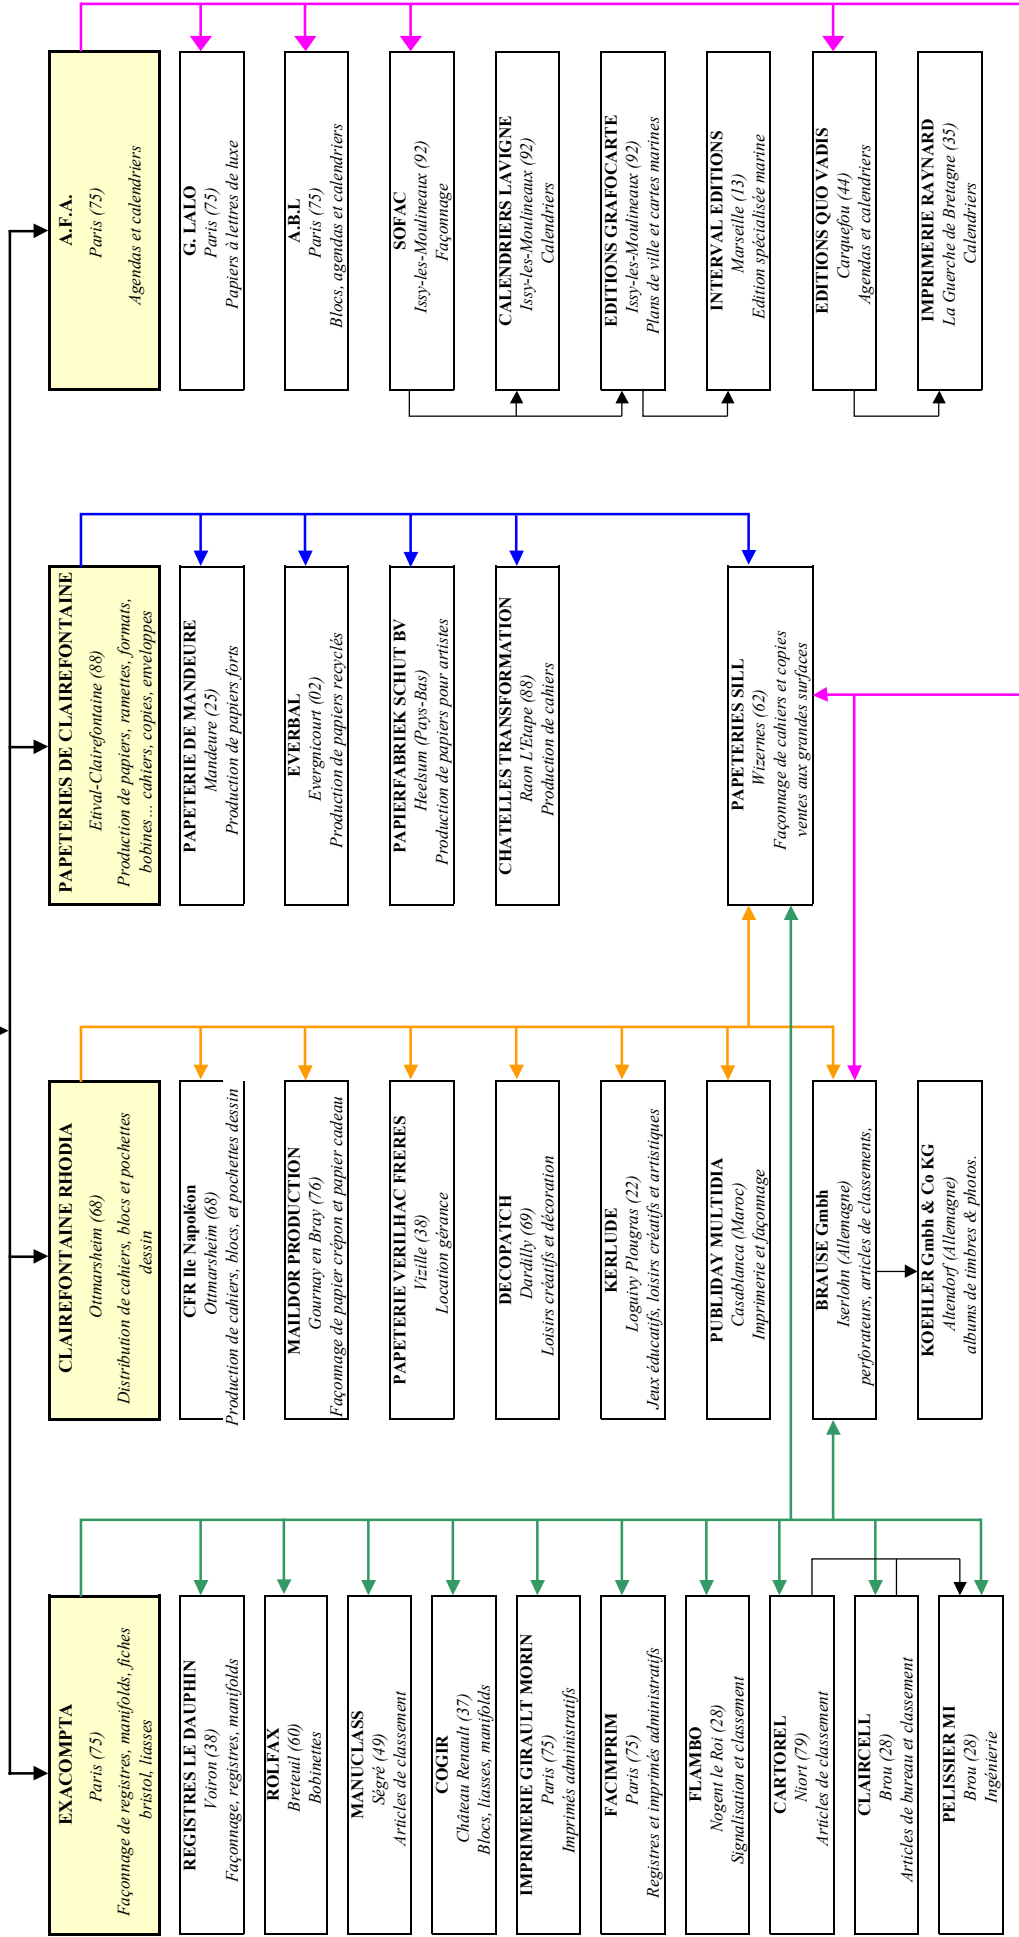 EXACOMPTA
Paris (75)
Façonnage de registres, manifolds, fiches
bristol, liasses
REGISTRES LE DAUPHIN
Voiron (38)
Façonnage, registres, manifolds
ROLFAX
Breteuil (60)
Bobinettes
MANUCLASS
Ségré (49)
Articles de classement
COGIR
Château Renault (37)
Blocs, liasses, manifolds
IMPRIMERIE GIRAULT MORIN
Paris (75)
Imprimés administratifs
FACIMPRIM
Paris (75)
Registres et imprimés administratifs
FLAMBO
Nogent le Roi (28)
Signalisation et classement
CARTOREL
Niort (79)
Articles de classement
CLAIRCELL
Brou (28)
Articles de bureau et classement
PELISSIER MI
Brou (28)
Ingénierie
CLAIREFONTAINE RHODIA
Ottmarsheim (68)
Distribution de cahiers, blocs et pochettes
dessin
CFR Ile Napoléon
Ottmarsheim (68)
Production de cahiers, blocs, et pochettes dessin
MAILDOR PRODUCTION
Gournay en Bray (76)
Façonnage de papier crépon et papier cadeau
PAPETERIE VERILHAC FRERES
Vizille (38)
Location gérance
DECOPATCH
Dardilly (69)
Loisirs créatifs et décoration
KERLUDE
Loguivy Plougras (22)
Jeux éducatifs, loisirs créatifs et artistiques
PUBLIDAY MULTIDIA
Casablanca (Maroc)
Imprimerie et façonnage
BRAUSE Gmbh
Iserlohn (Allemagne)
perforateurs, articles de classements,
KOEHLER Gmbh & Co KG
Altendorf (Allemagne)
albums de timbres & photos.
PAPETERIES DE CLAIREFONTAINE
Etival-Clairefontaine (88)
Production de papiers, ramettes, formats,
bobines… cahiers, copies, enveloppes
PAPETERIE DE MANDEURE
Mandeure (25)
Production de papiers forts
EVERBAL
Evergnicourt (02)
Production de papiers recyclés
PAPIERFABRIEK SCHUT BV
Heelsum (Pays-Bas)
Production de papiers pour artistes
CHATELLES TRANSFORMATION
Raon L'Etape (88)
Production de cahiers
PAPETERIES SILL
Wizernes (62)
Façonnage de cahiers et copies
ventes aux grandes surfaces
A.F.A.
Paris (75)
Agendas et calendriers
G. LALO
Paris (75)
Papiers à lettres de luxe
A.B.L
Paris (75)
Blocs, agendas et calendriers
SOFAC
Issy-les-Moulineaux (92)
Façonnage
CALENDRIERS LAVIGNE
Issy-les-Moulineaux (92)
Calendriers
EDITIONS GRAFOCARTE
Issy-les-Moulineaux (92)
Plans de ville et cartes marines
INTERVAL EDITIONS
Marseille (13)
Edition spécialisée marine
EDITIONS QUO VADIS
Carquefou (44)
Agendas et calendriers
IMPRIMERIE RAYNARD
La Guerche de Bretagne (35)
Calendriers